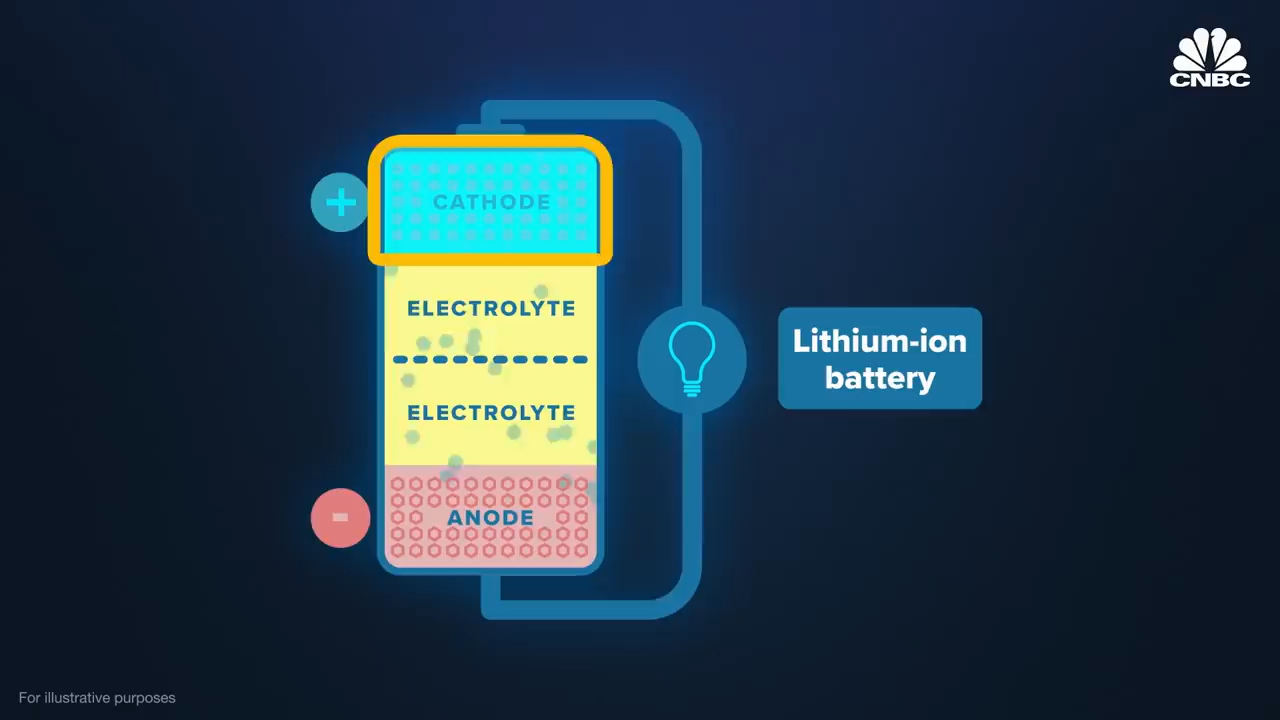 CNBC
+
CATHODE
ELECTROLYTE
ELECTROLYTE
ANODE
-
Lithium-ion
battery
For illustrative purposes